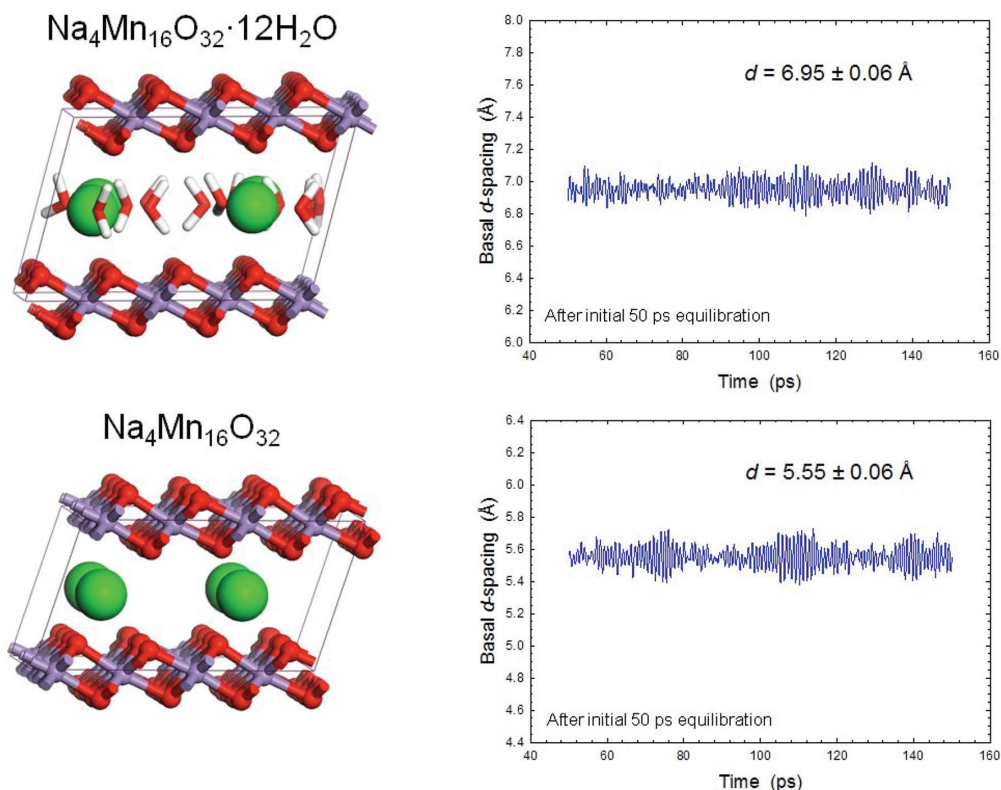 Na₄Mn₁₆O₃₂·12H₂O
8.0
7.8
7.6
7.4
7.2
7.0
6.8
6.6
6.4
6.2
6.0
Basal d-spacing (Å)
d = 6.95 ± 0.06 Å
After initial 50 ps equilibration
40 60 80 100 120 140 160
Time (ps)
Na₄Mn₁₆O₃₂
6.4
6.2
6.0
5.8
5.6
5.4
5.2
5.0
4.8
4.6
4.4
Basal d-spacing (Å)
d = 5.55 ± 0.06 Å
After initial 50 ps equilibration
40 60 80 100 120 140 160
Time (ps)